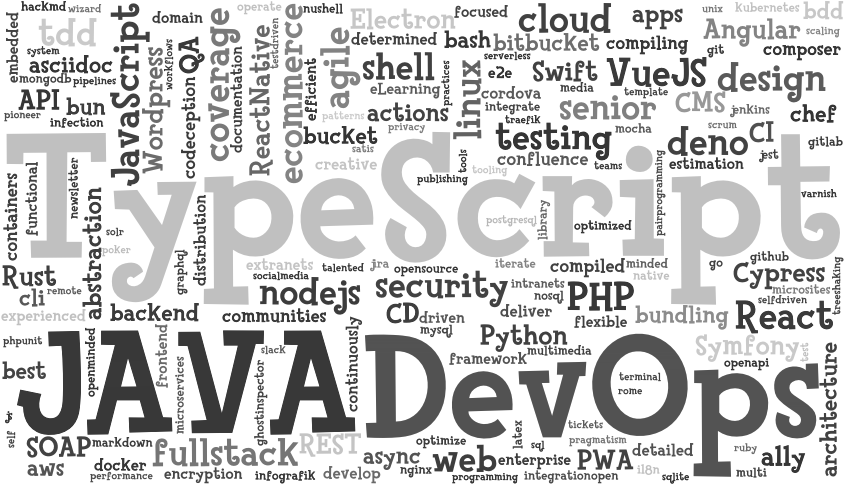 hackmd
wizard
domain
operate
nushell
Electron
focused
cloud
apps
unix
Kubernetes
bdd
embedded
tdd
JavaScript
Wordpress
workflows
QA
coverage
ReactNative
testdriven
ecommerce
agile
determined
bash
bitbucket
compiling
Angular
scaling
git
composer
system
asciidoc
mongodb
pipelines
codeception
documentation
efficient
shell
practices
linux
serverless
e2e
Swift
VueJS
design
eLearning
cordova
media
template
API
bun
pioneer
infection
patterns
actions
integrate
traefik
senior
CMS
jenkins
chef
bucket
privacy
satis
testing
mocha
scrum
deno
CI
gitlab
jest
creative
tools
tooling
confluence
teams
estimation
publishing
containers
functional
newsletter
TypeScript
pairprogramming
varnish
abstraction
solr
poker
graphql
distribution
postgresql
library
optimized
Rust
cli
remote
extranets
talented
jra
opensource
iterate
compiled
minded
native
go
github
Cypress
treeshaking
socialmedia
nodejs
security
intranets
nosql
PHP
microsites
selfdriven
experienced
backend
communities
CD
driven
mysql
deliver
flexible
bundling
React
phpunit
best
openminded
JAVA
frontend
microservices
slack
ghostinspector
continuously
DevOps
Python
multimedia
framework
Symfony
test
openapi
terminal
rome
architecture
self
SOAP
markdown
aws
docker
performance
fullstack
encryption
REST
infografik
develop
optimize
async
nginx
web
programming
latex
sql
enterprise
integration
open
tickets
pragmatism
PWA
i18n
detailed
sqlite
ruby
multi
ally